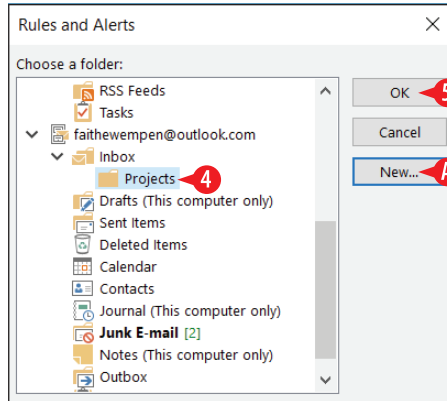 Rules and Alerts
Choose a folder:
RSS Feeds
Tasks
faithewempen@outlook.com
Inbox
Projects
4
Drafts (This computer only)
Sent Items
Deleted Items
Calendar
Contacts
Journal (This computer only)
Junk E-mail [2]
Notes (This computer only)
Outbox
OK
5
Cancel
New...
A